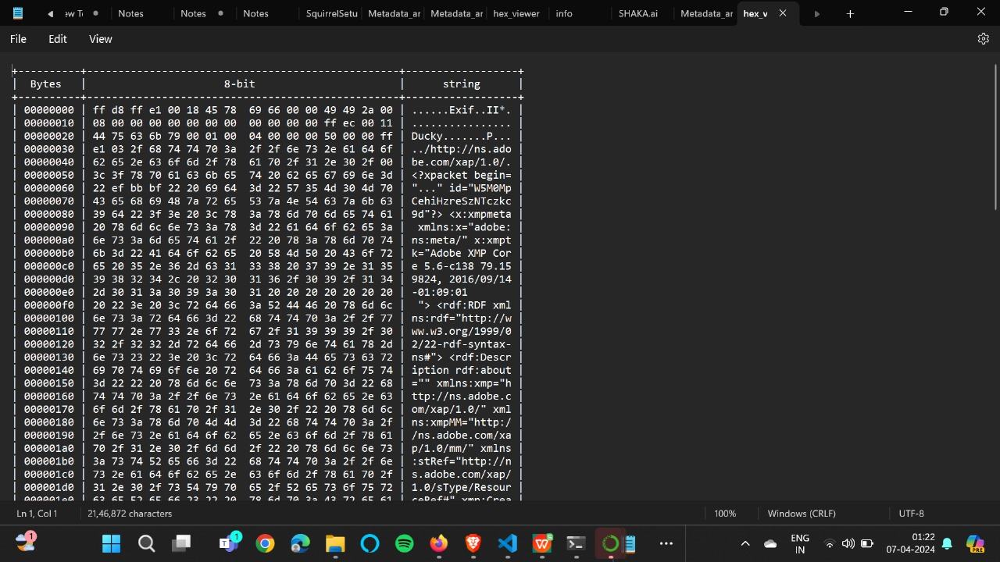 ew Te Notes Notes Notes SquirrelSetu Metadata_ar Metadata_ar hex_viewer info SHAKA.ai Metadata_ar hex_v
File Edit View
+----------+--------------------------------------------------+------------------+
| Bytes | 8-bit | string |
+----------+--------------------------------------------------+------------------+
| 00000000 | ff d8 ff e1 00 18 45 78 69 66 00 00 49 49 2a 00 | ......Exif..II*. |
| 00000010 | 08 00 00 00 00 00 00 00 00 00 00 00 ff ec 00 11 | ................ |
| 00000020 | 44 75 63 6b 79 00 01 00 04 00 00 00 50 00 00 ff | Ducky.......P... |
| 00000030 | e1 03 2f 68 74 74 70 3a 2f 2f 6e 73 2e 61 64 6f | ../http://ns.ado |
| 00000040 | 62 65 2e 63 6f 6d 2f 78 61 70 2f 31 2e 30 2f 00 | be.com/xap/1.0/. |
| 00000050 | 3c 3f 78 70 61 63 6b 65 74 20 62 65 67 69 6e 3d | <?xpacket begin= |
| 00000060 | 22 ef bb bf 22 20 69 64 3d 22 57 35 4d 30 4d 70 | "..." id="W5M0Mp |
| 00000070 | 43 65 68 69 48 7a 72 65 53 7a 4e 54 63 7a 6b 63 | CehiHzreSzNTczkc |
| 00000080 | 39 64 22 3f 3e 20 3c 78 3a 78 6d 70 6d 65 74 61 | 9d"?> <x:xmpmeta |
| 00000090 | 20 78 6d 6c 6e 73 3a 78 3d 22 61 64 6f 62 65 3a | xmlns:x="adobe: |
| 000000a0 | 6e 73 3a 6d 65 74 61 2f 22 20 78 3a 78 6d 70 74 | ns:meta/" x:xmpt |
| 000000b0 | 6b 3d 22 41 64 6f 62 65 20 58 4d 50 20 43 6f 72 | k="Adobe XMP Cor |
| 000000c0 | 65 20 35 2e 36 2d 63 31 33 38 20 37 39 2e 31 35 | e 5.6-c138 79.15 |
| 000000d0 | 39 38 32 34 2c 20 32 30 31 36 2f 30 39 2f 31 34 | 9824, 2016/09/14 |
| 000000e0 | 2d 30 31 3a 30 39 3a 30 31 20 20 20 20 20 20 20 | -01:09:01 |
| 000000f0 | 20 22 3e 20 3c 72 64 66 3a 52 44 46 20 78 6d 6c | "> <rdf:RDF xml |
| 00000100 | 6e 73 3a 72 64 66 3d 22 68 74 74 70 3a 2f 2f 77 | ns:rdf="http://w |
| 00000110 | 77 77 2e 77 33 2e 6f 72 67 2f 31 39 39 39 2f 30 | ww.w3.org/1999/0 |
| 00000120 | 32 2f 32 32 2d 72 64 66 2d 73 79 6e 74 61 78 2d | 2/22-rdf-syntax- |
| 00000130 | 6e 73 23 22 3e 20 3c 72 64 66 3a 44 65 73 63 72 | ns#"> <rdf:Descr |
| 00000140 | 69 70 74 69 6f 6e 20 72 64 66 3a 61 62 6f 75 74 | iption rdf:about |
| 00000150 | 3d 22 22 20 78 6d 6c 6e 73 3a 78 6d 70 3d 22 68 | ="" xmlns:xmp="h |
| 00000160 | 74 74 70 3a 2f 2f 6e 73 2e 61 64 6f 62 65 2e 63 | ttp://ns.adobe.c |
| 00000170 | 6f 6d 2f 78 61 70 2f 31 2e 30 2f 22 20 78 6d 6c | om/xap/1.0/" xml |
| 00000180 | 6e 73 3a 78 6d 70 4d 4d 3d 22 68 74 74 70 3a 2f | ns:xmpMM="http:/ |
| 00000190 | 2f 6e 73 2e 61 64 6f 62 65 2e 63 6f 6d 2f 78 61 | /ns.adobe.com/xa |
| 000001a0 | 70 2f 31 2e 30 2f 6d 6d 2f 22 20 78 6d 6c 6e 73 | p/1.0/mm/" xmlns |
| 000001b0 | 3a 73 74 52 65 66 3d 22 68 74 74 70 3a 2f 2f 6e | :stRef="http://n |
| 000001c0 | 73 2e 61 64 6f 62 65 2e 63 6f 6d 2f 78 61 70 2f | s.adobe.com/xap/ |
| 000001d0 | 31 2e 30 2f 73 54 79 70 65 2f 52 65 73 6f 75 72 | 1.0/sType/Resour |
| 000001e0 | 63 65 52 65 66 23 22 20 78 6d 70 3a 43 72 65 61 | ceRef#" xmp:Crea |
Ln 1, Col 1 21,46,872 characters 100% Windows (CRLF) UTF-8
1 1 ENG IN 01:22 07-04-2024 PRE